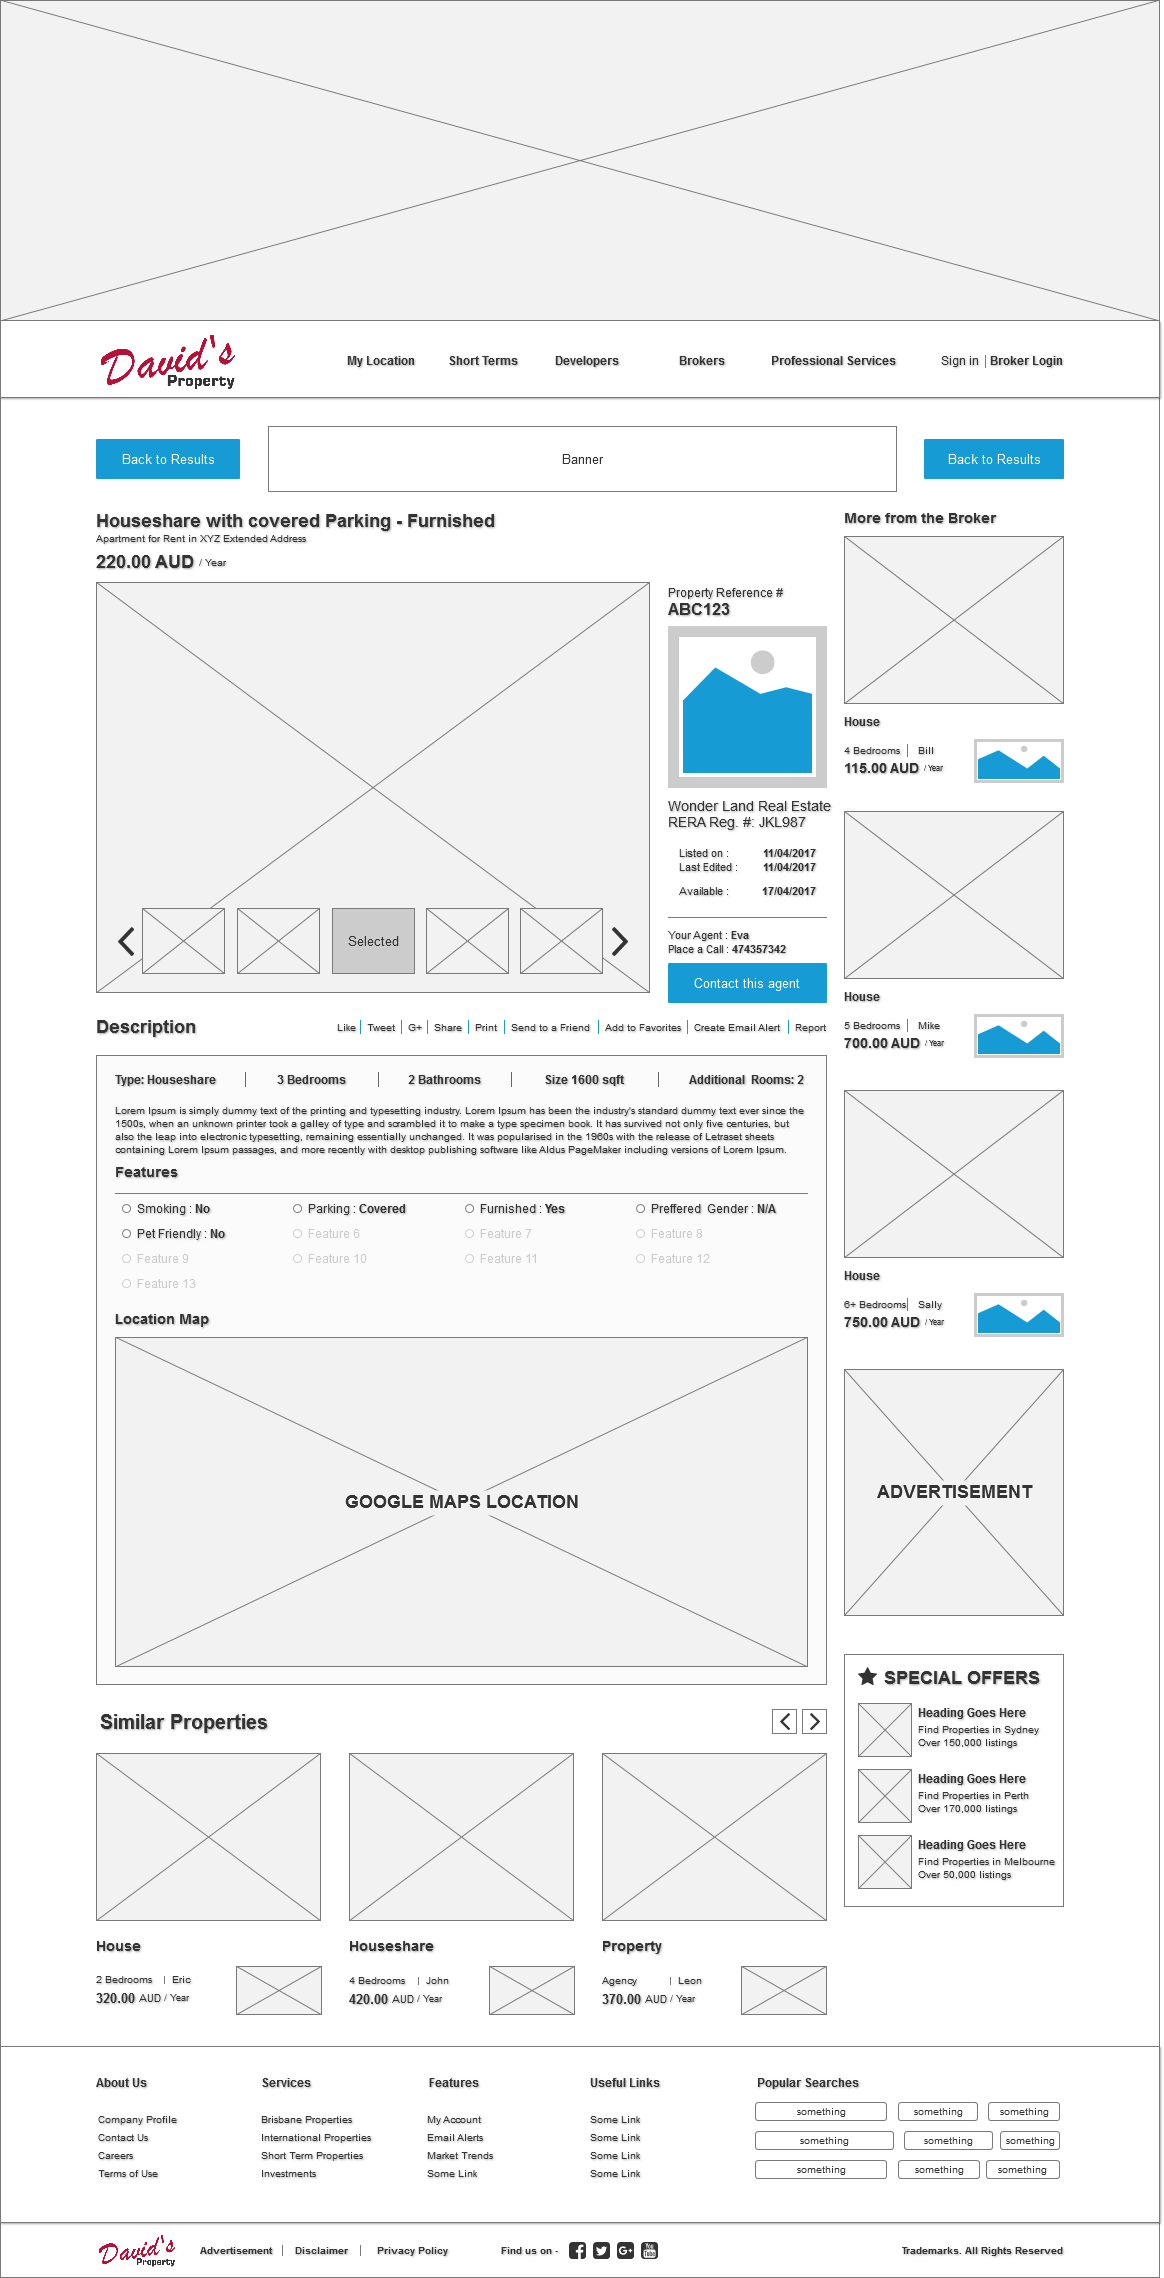 David's
Property
My Location
Short Terms
Developers
Brokers
Professional Services
Sign in | Broker Login
Back to Results
Banner
Back to Results
Houseshare with covered Parking - Furnished
Apartment for Rent in XYZ Extended Address
220.00 AUD / Year
Selected
Property Reference #
ABC123
Wonder Land Real Estate
RERA Reg. #: JKL987
Listed on : 11/04/2017
Last Edited : 11/04/2017
Available : 17/04/2017
Your Agent : Eva
Place a Call : 474357342
Contact this agent
More from the Broker
House
4 Bedrooms | Bill
115.00 AUD / Year
House
5 Bedrooms | Mike
700.00 AUD / Year
House
6+ Bedrooms | Sally
750.00 AUD / Year
ADVERTISEMENT
SPECIAL OFFERS
Heading Goes Here
Find Properties in Sydney
Over 150,000 listings
Heading Goes Here
Find Properties in Perth
Over 170,000 listings
Heading Goes Here
Find Properties in Melbourne
Over 50,000 listings
Description
Like | Tweet | G+ | Share | Print | Send to a Friend | Add to Favorites | Create Email Alert | Report
Type: Houseshare | 3 Bedrooms | 2 Bathrooms | Size 1600 sqft | Additional Rooms: 2
Lorem Ipsum is simply dummy text of the printing and typesetting industry. Lorem Ipsum has been the industry's standard dummy text ever since the
1500s, when an unknown printer took a galley of type and scrambled it to make a type specimen book. It has survived not only five centuries, but
also the leap into electronic typesetting, remaining essentially unchanged. It was popularised in the 1960s with the release of Letraset sheets
containing Lorem Ipsum passages, and more recently with desktop publishing software like Aldus PageMaker including versions of Lorem Ipsum.
Features
Smoking : No
Parking : Covered
Furnished : Yes
Preffered Gender : N/A
Pet Friendly : No
Feature 6
Feature 7
Feature 8
Feature 9
Feature 10
Feature 11
Feature 12
Feature 13
Location Map
GOOGLE MAPS LOCATION
Similar Properties
House
2 Bedrooms | Eric
320.00 AUD / Year
Houseshare
4 Bedrooms | John
420.00 AUD / Year
Property
Agency | Leon
370.00 AUD / Year
About Us
Company Profile
Contact Us
Careers
Terms of Use
Services
Brisbane Properties
International Properties
Short Term Properties
Investments
Features
My Account
Email Alerts
Market Trends
Some Link
Useful Links
Some Link
Some Link
Some Link
Some Link
Popular Searches
something
something
something
something
something
something
something
something
something
David's
Property
Advertisement | Disclaimer | Privacy Policy
Find us on -
You
Tube
Trademarks. All Rights Reserved